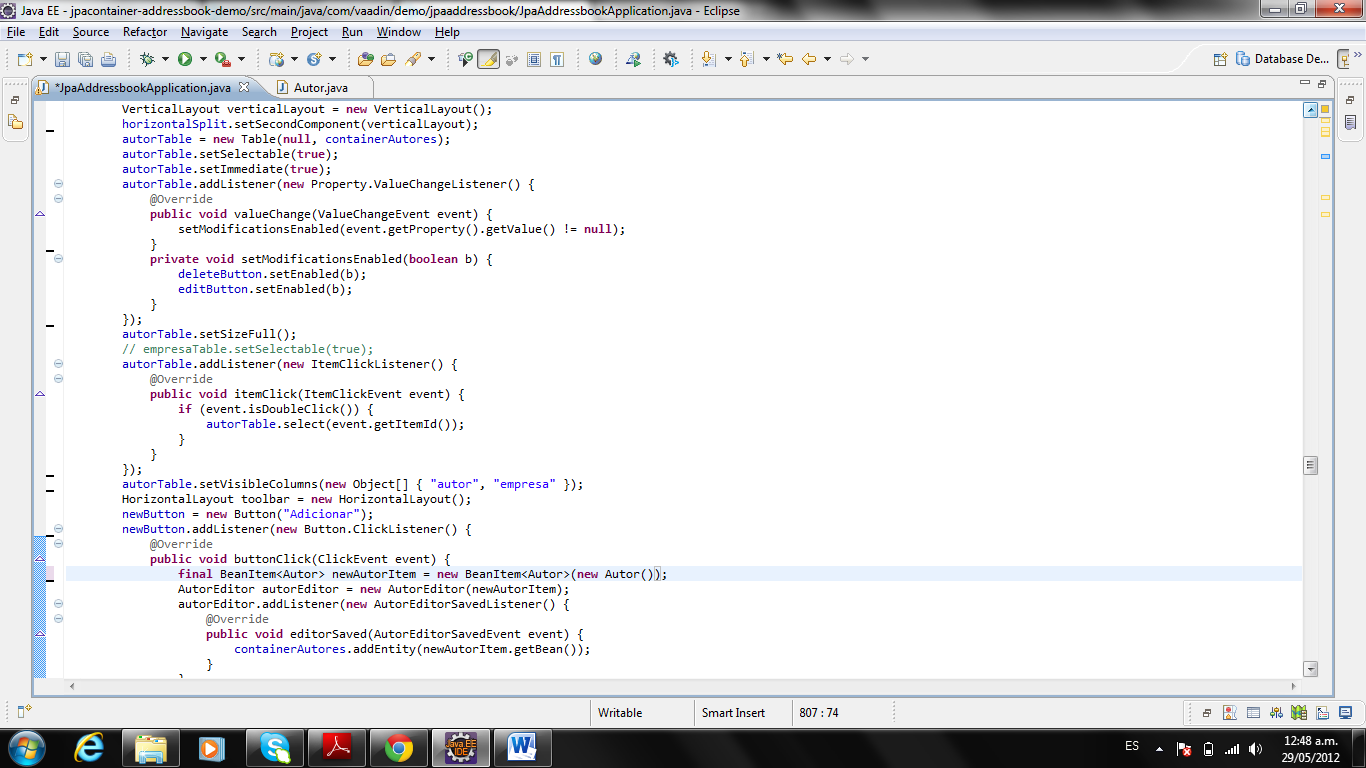 Java EE - jpacontainer-addressbook-demo/src/main/java/com/vaadin/demo/jpaaddressbook/JpaAddressbookApplication.java - Eclipse
File Edit Source Refactor Navigate Search Project Run Window Help
Database De...
*JpaAddressbookApplication.java Autor.java
VerticalLayout verticalLayout = new VerticalLayout();
horizontalSplit.setSecondComponent(verticalLayout);
autorTable = new Table(null, containerAutores);
autorTable.setSelectable(true);
autorTable.setImmediate(true);
autorTable.addListener(new Property.ValueChangeListener() {
@Override
public void valueChange(ValueChangeEvent event) {
setModificationsEnabled(event.getProperty().getValue() != null);
}
private void setModificationsEnabled(boolean b) {
deleteButton.setEnabled(b);
editButton.setEnabled(b);
}
});
autorTable.setSizeFull();
// empresaTable.setSelectable(true);
autorTable.addListener(new ItemClickListener() {
@Override
public void itemClick(ItemClickEvent event) {
if (event.isDoubleClick()) {
autorTable.select(event.getItemId());
}
}
});
autorTable.setVisibleColumns(new Object[] { "autor", "empresa" });
HorizontalLayout toolbar = new HorizontalLayout();
newButton = new Button("Adicionar");
newButton.addListener(new Button.ClickListener() {
@Override
public void buttonClick(ClickEvent event) {
final BeanItem<Autor> newAutorItem = new BeanItem<Autor>(new Autor());
AutorEditor autorEditor = new AutorEditor(newAutorItem);
autorEditor.addListener(new AutorEditorSavedListener() {
@Override
public void editorSaved(AutorEditorSavedEvent event) {
containerAutores.addEntity(newAutorItem.getBean());
}
Writable Smart Insert 807 : 74
Java EE IDE
ES
12:48 a.m.
29/05/2012